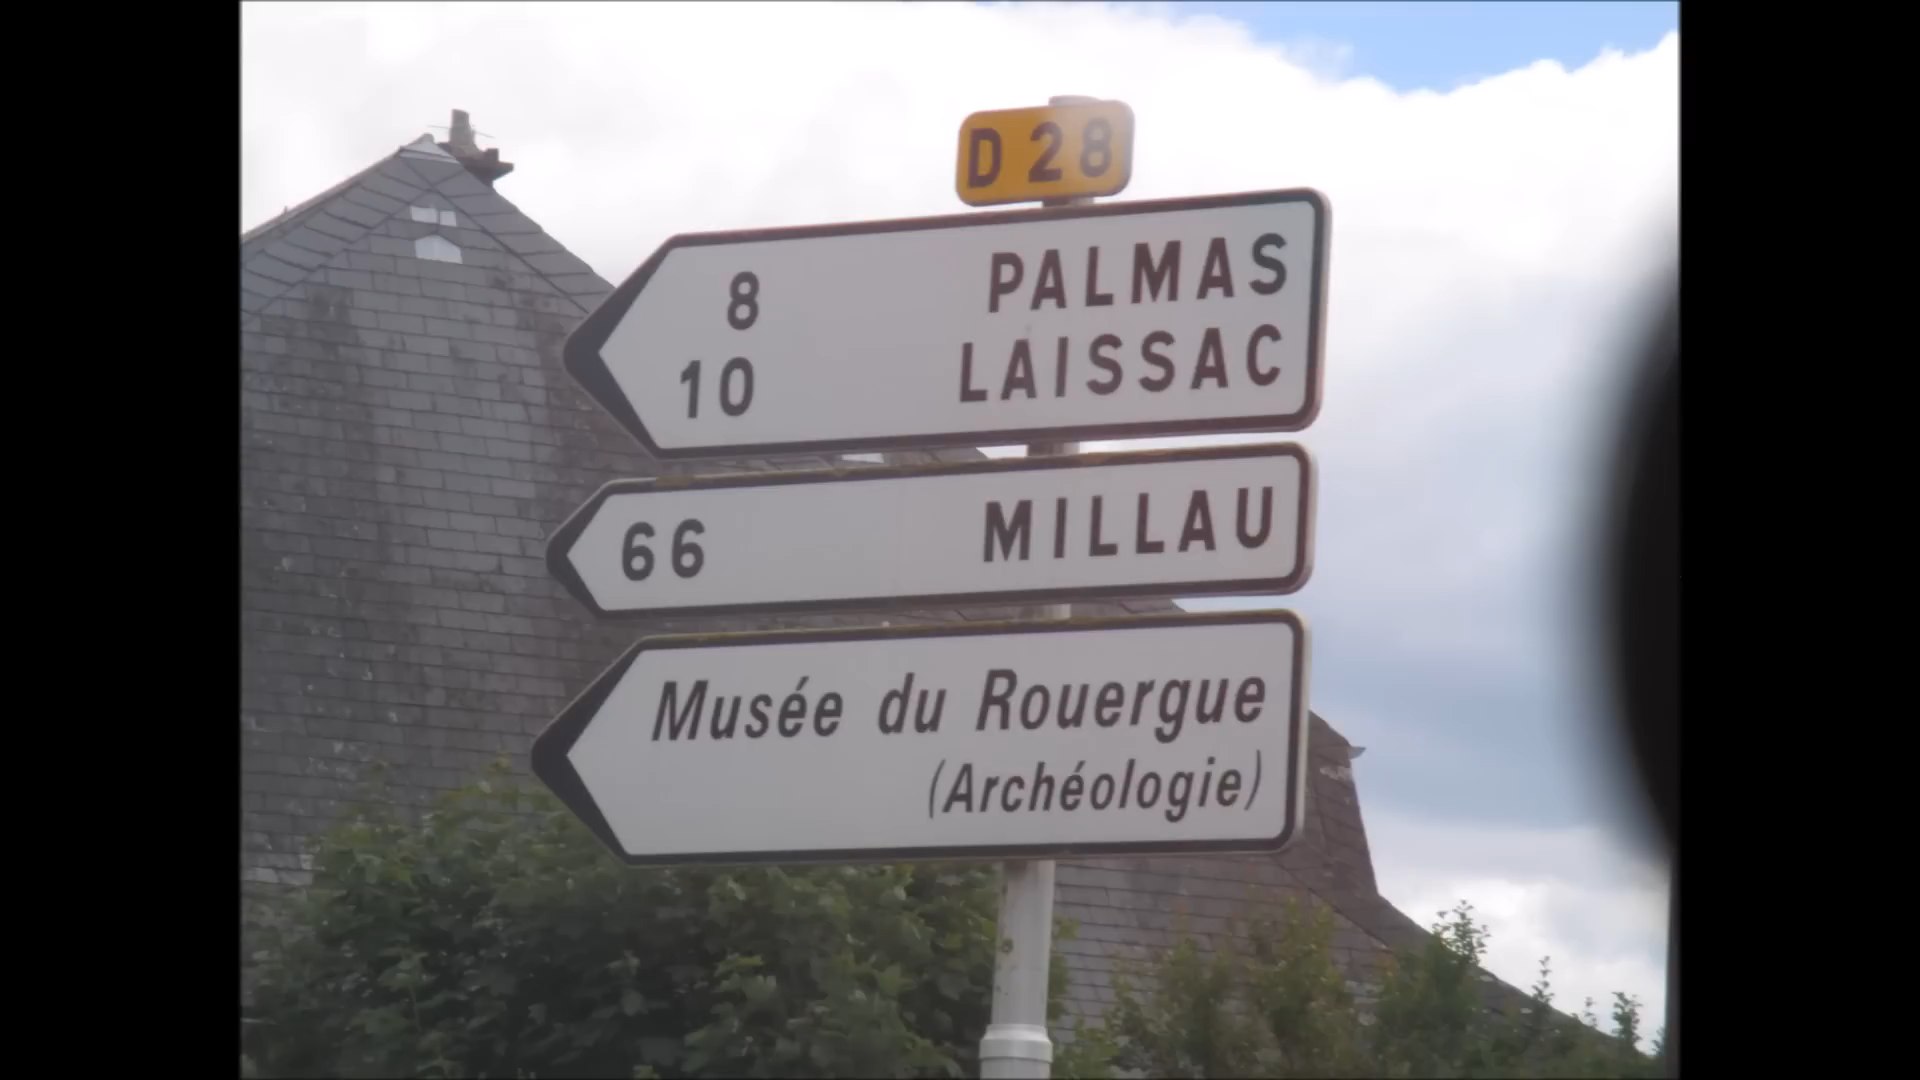 D 28
8 PALMAS
10 LAISSAC
66 MILLAU
Musée du Rouergue
(Archéologie)